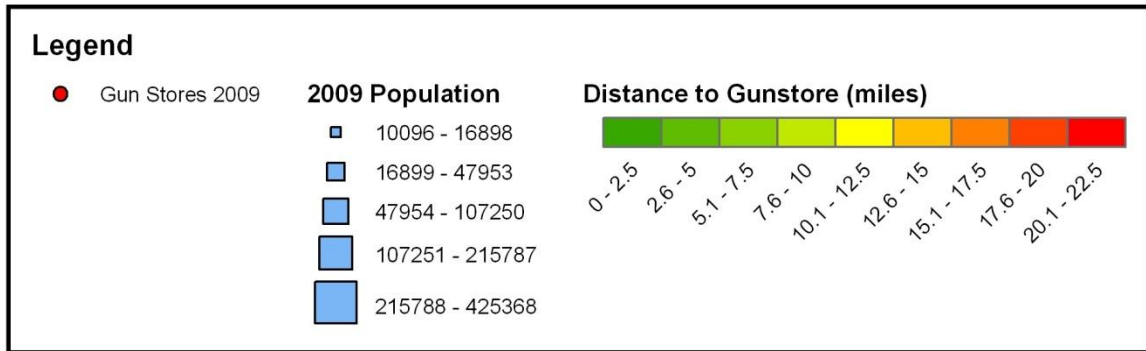 Legend
Gun Stores 2009
2009 Population
10096 - 16898
16899 - 47953
47954 - 107250
107251 - 215787
215788 - 425368
Distance to Gunstore (miles)
0 - 2.5
2.6 - 5
5.1 - 7.5
7.6 - 10
10.1 - 12.5
12.6 - 15
15.1 - 17.5
17.6 - 20
20.1 - 22.5